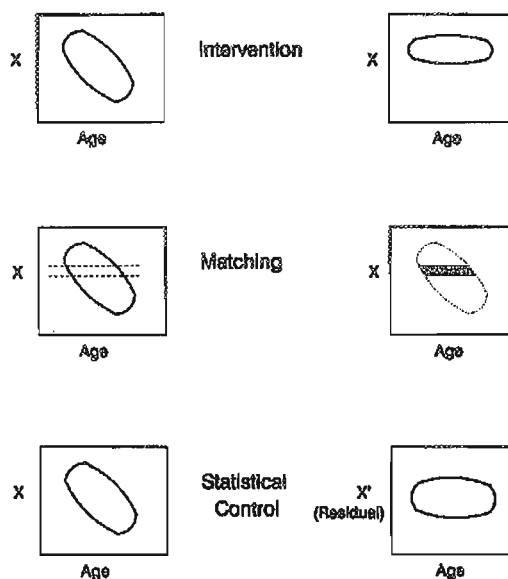 Intervention
X
X
Age
Age
Matching
X
X
Age
Age
Statistical
Control
X
X'
(Residual)
Age
Age